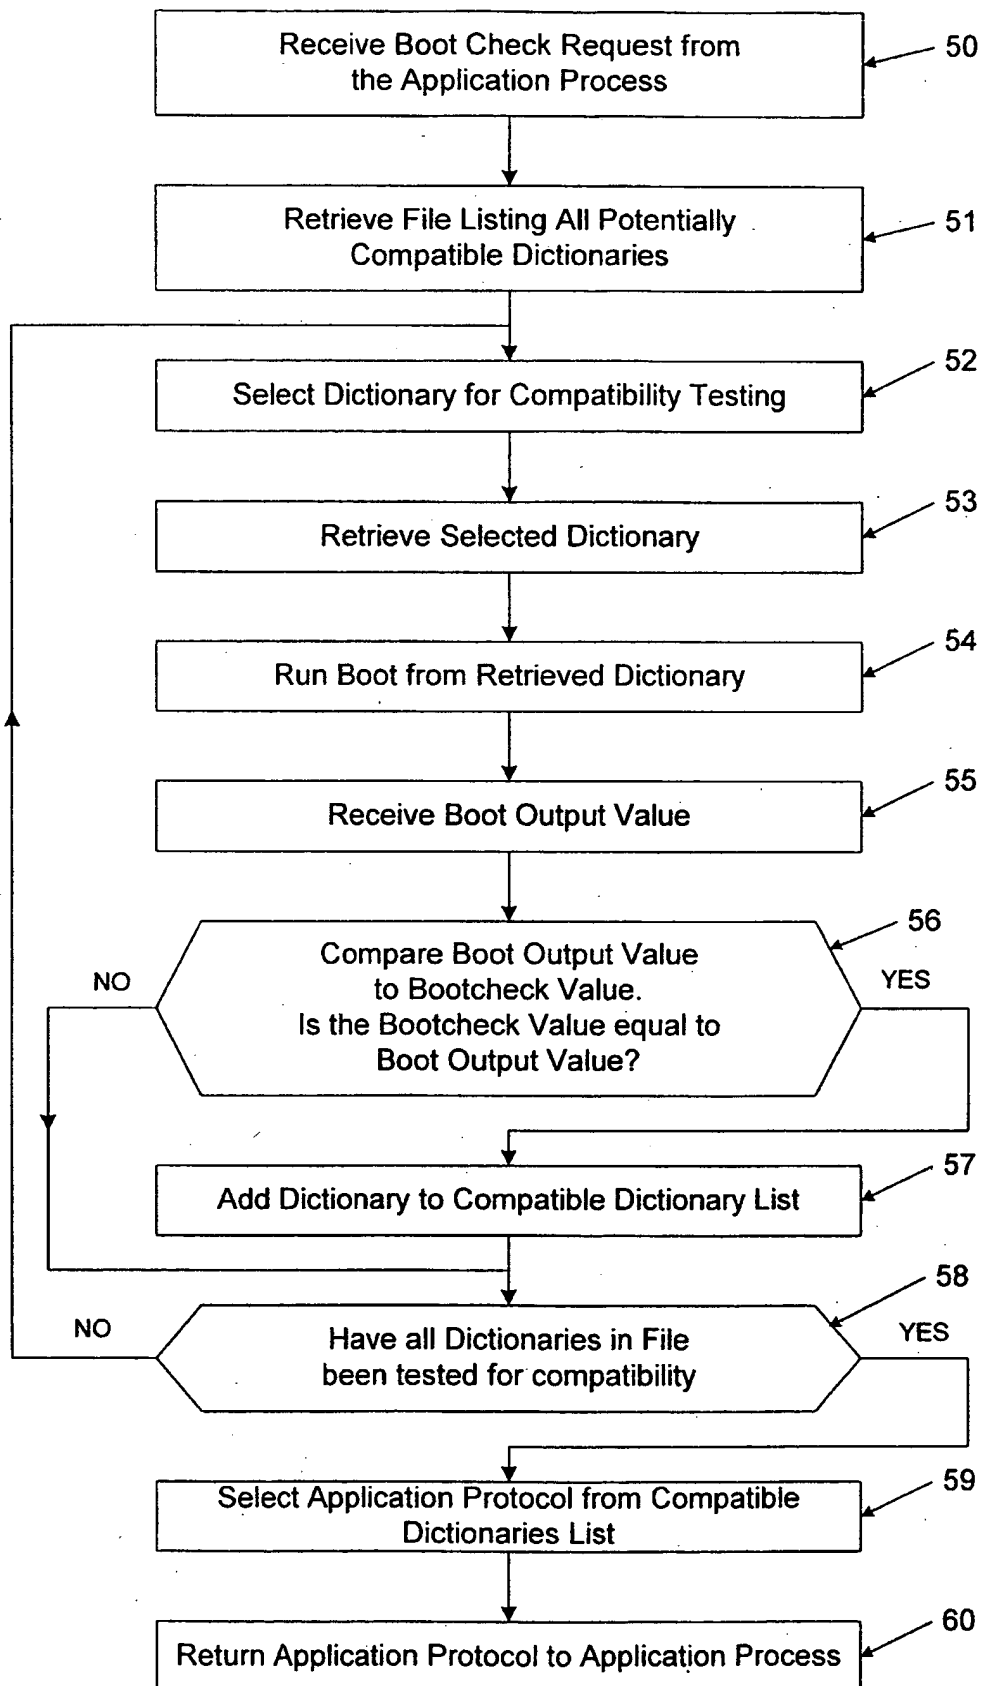 Receive Boot Check Request from
the Application Process
50
Retrieve File Listing All Potentially
Compatible Dictionaries
51
Select Dictionary for Compatibility Testing
52
Retrieve Selected Dictionary
53
Run Boot from Retrieved Dictionary
54
Receive Boot Output Value
55
Compare Boot Output Value
to Bootcheck Value.
Is the Bootcheck Value equal to
Boot Output Value?
56
NO
YES
Add Dictionary to Compatible Dictionary List
57
Have all Dictionaries in File
been tested for compatibility
58
NO
YES
Select Application Protocol from Compatible
Dictionaries List
59
Return Application Protocol to Application Process
60